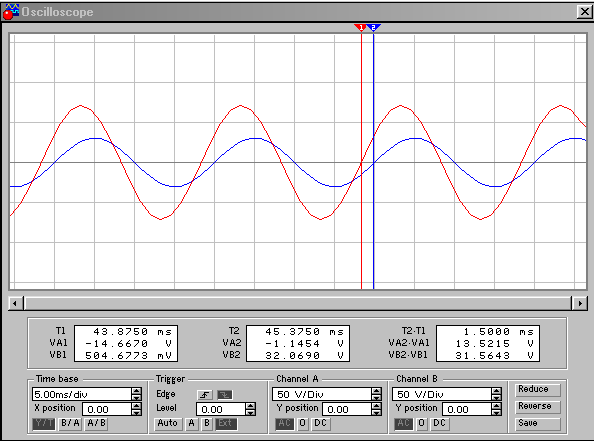 Oscilloscope
1 2
T1 43.8750 ms T2 45.3750 ms T2-T1 1.5000 ms
VA1 -14.6670 V VA2 -1.1454 V VA2-VA1 13.5215 V
VB1 504.6773 mV VB2 32.0690 V VB2-VB1 31.5643 V
Time base Trigger Channel A Channel B
5.00ms/div Edge 50 V/Div 50 V/Div
X position 0.00 Level 0.00 Y position 0.00 Y position 0.00
Y/T B/A A/B Auto A B Ext AC 0 DC AC 0 DC
Reduce
Reverse
Save